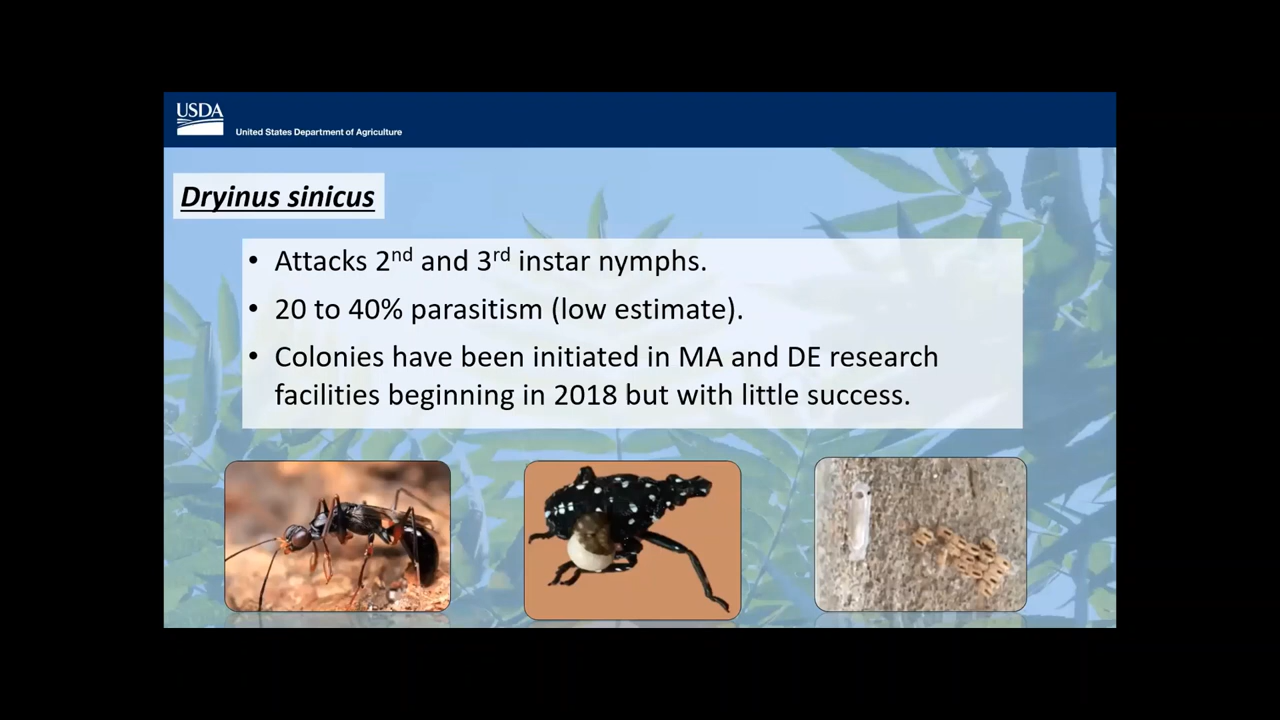 USDA
United States Department of Agriculture
Dryinus sinicus
• Attacks 2nd and 3rd instar nymphs.
• 20 to 40% parasitism (low estimate).
• Colonies have been initiated in MA and DE research
facilities beginning in 2018 but with little success.